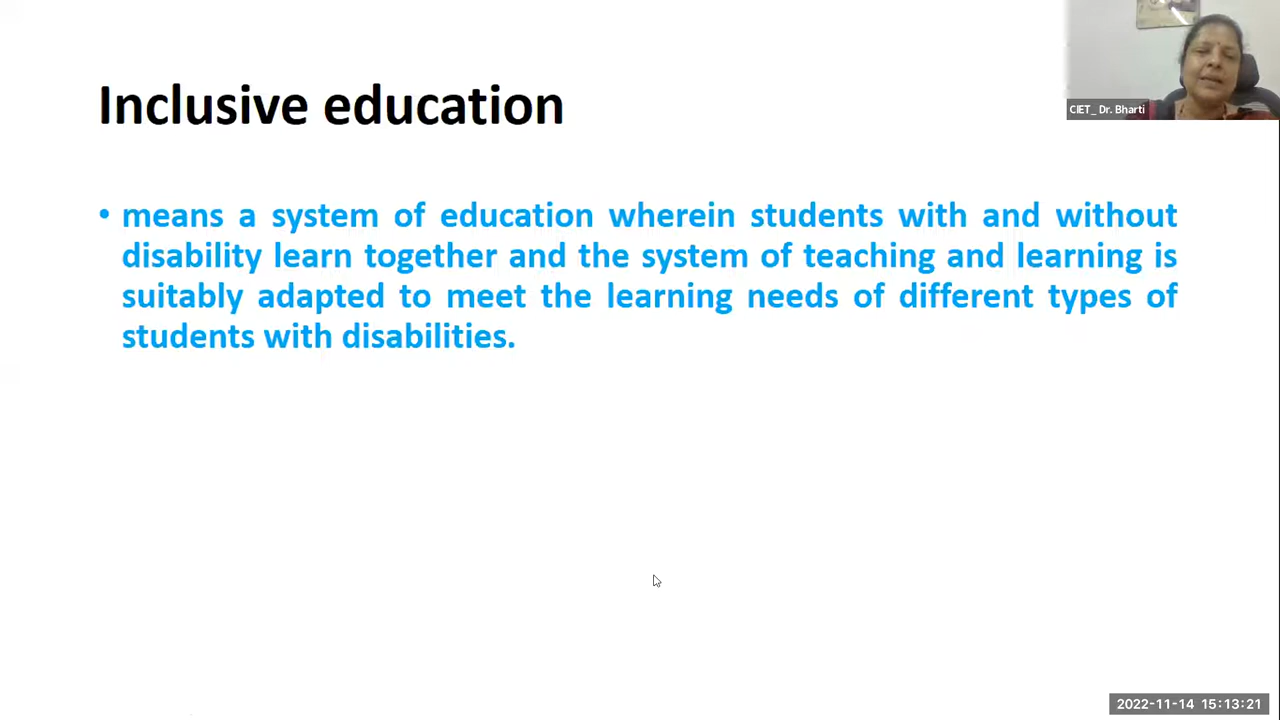 Inclusive education
• means a system of education wherein students with and without
disability learn together and the system of teaching and learning is
suitably adapted to meet the learning needs of different types of
students with disabilities.
CIET_ Dr. Bharti
2022-11-14 15:13:21